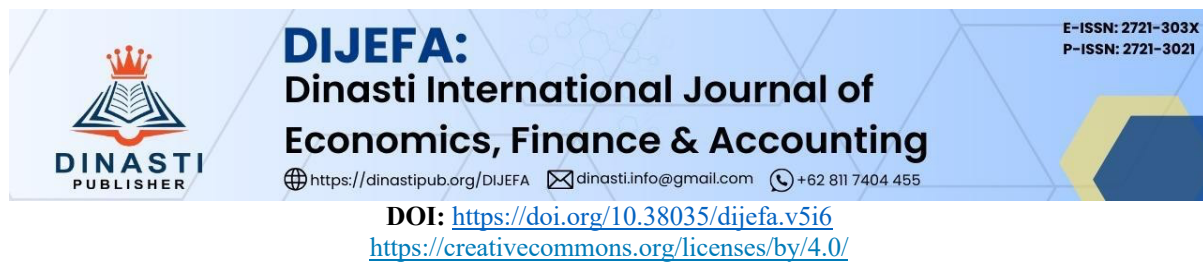 DINASTI
PUBLISHER
DIJEFA:
Dinasti International Journal of
Economics, Finance & Accounting
https://dinastipub.org/DIJEFA dinasti.info@gmail.com +62 811 7404 455
E-ISSN: 2721-303X
P-ISSN: 2721-3021
DOI: https://doi.org/10.38035/dijefa.v5i6
https://creativecommons.org/licenses/by/4.0/